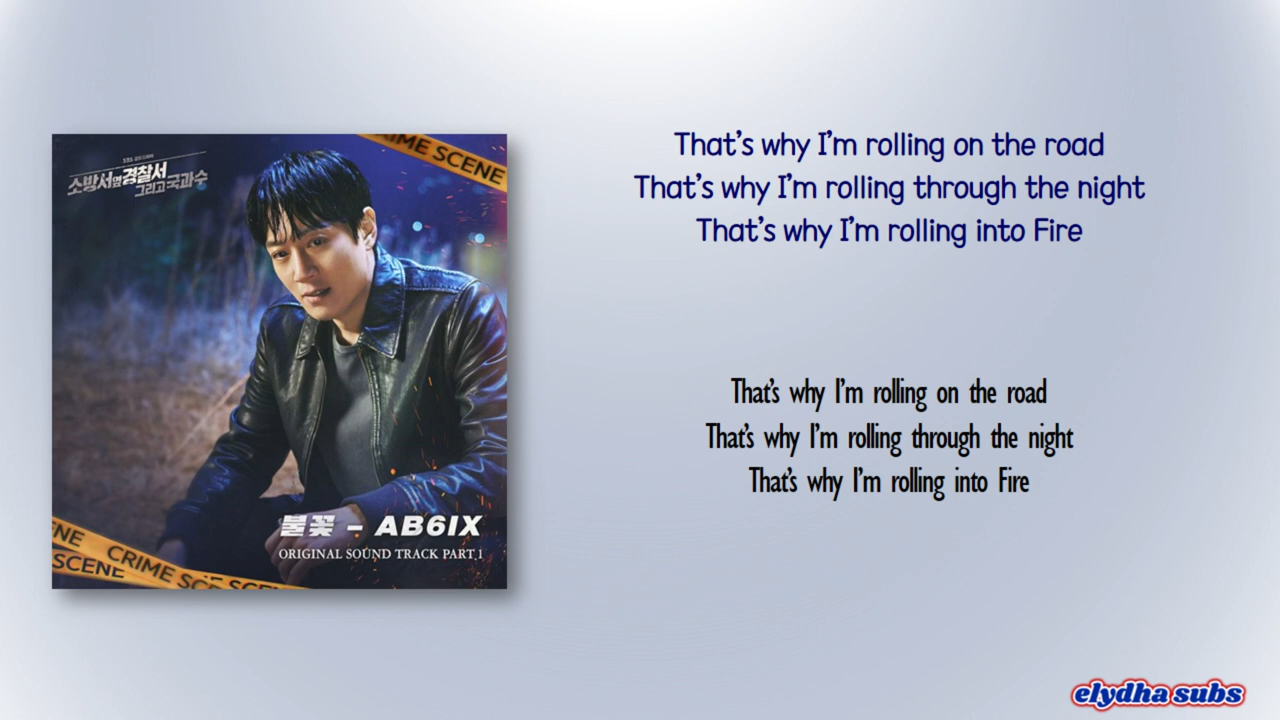 CRIME SCENE
소방서 옆 경찰서
그리고 국과수
불꽃 - AB6IX
ORIGINAL SOUND TRACK PART 1
CRIME SCENE
SCENE
That's why I'm rolling on the road
That's why I'm rolling through the night
That's why I'm rolling into Fire
That's why I'm rolling on the road
That's why I'm rolling through the night
That's why I'm rolling into Fire
elydha subs